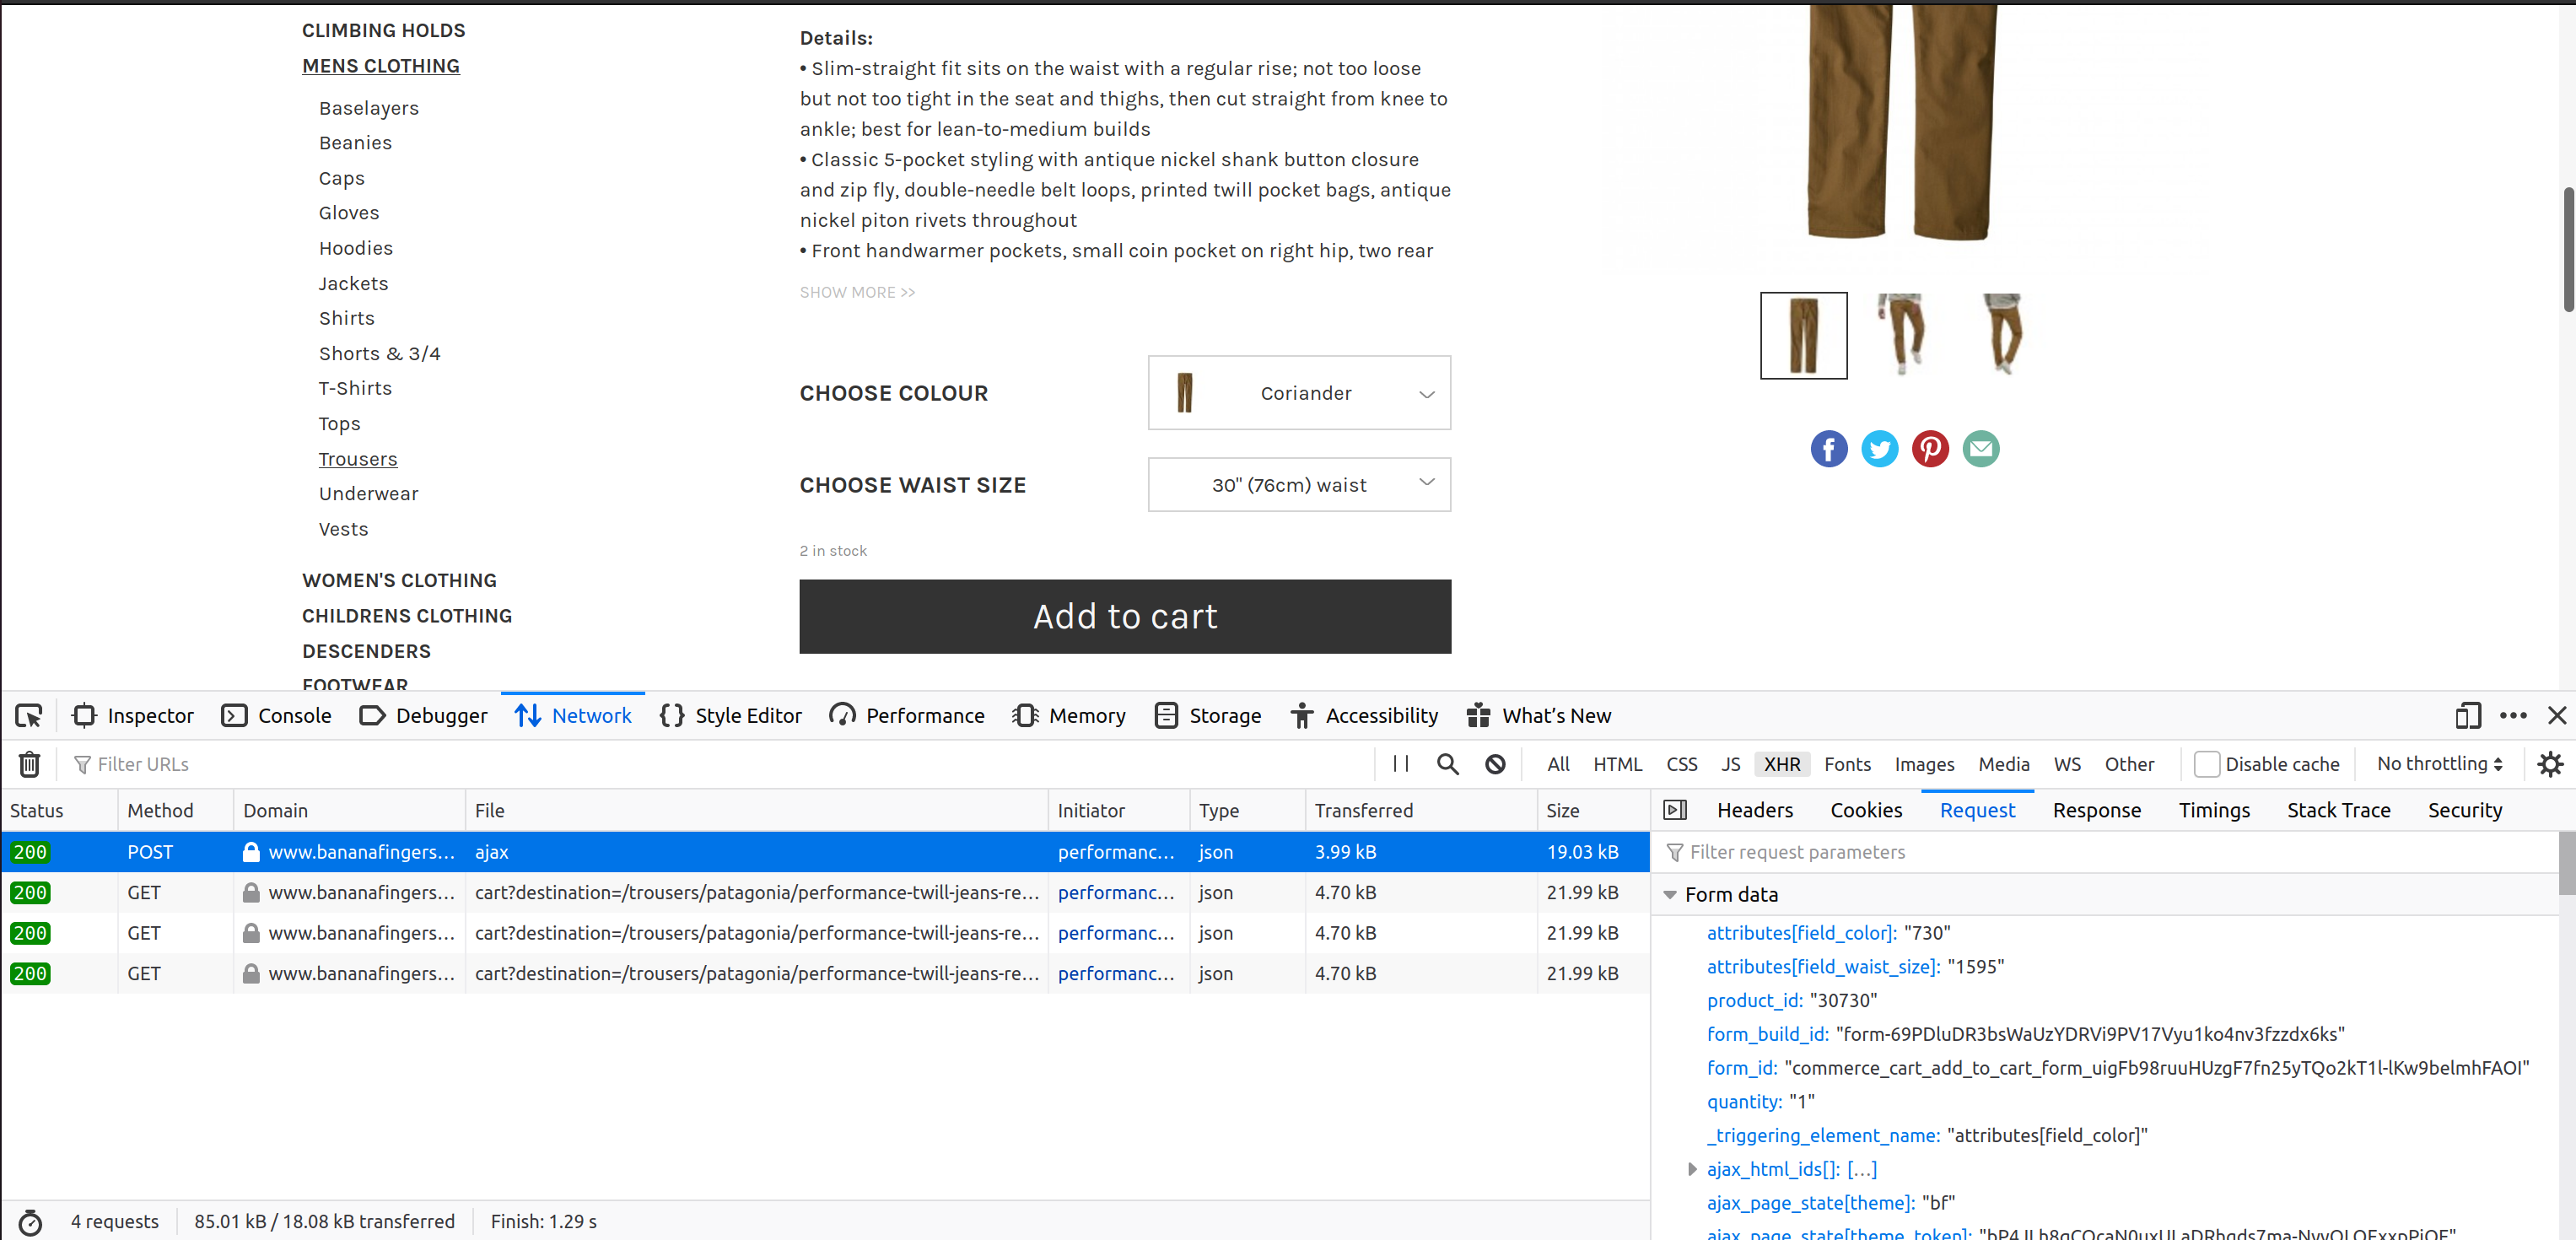 CLIMBING HOLDS
MENS CLOTHING
Baselayers
Beanies
Caps
Gloves
Hoodies
Jackets
Shirts
Shorts & 3/4
T-Shirts
Tops
Trousers
Underwear
Vests
WOMEN'S CLOTHING
CHILDRENS CLOTHING
DESCENDERS
FOOTWEAR
Details:
• Slim-straight fit sits on the waist with a regular rise; not too loose
but not too tight in the seat and thighs, then cut straight from knee to
ankle; best for lean-to-medium builds
• Classic 5-pocket styling with antique nickel shank button closure
and zip fly, double-needle belt loops, printed twill pocket bags, antique
nickel piton rivets throughout
• Front handwarmer pockets, small coin pocket on right hip, two rear
SHOW MORE >>
CHOOSE COLOUR Coriander
CHOOSE WAIST SIZE 30" (76cm) waist
2 in stock
Add to cart
Inspector Console Debugger Network Style Editor Performance Memory Storage Accessibility What's New
Filter URLs All HTML CSS JS XHR Fonts Images Media WS Other Disable cache No throttling
Status Method Domain File Initiator Type Transferred Size
200 POST www.bananafingers... ajax performanc... json 3.99 kB 19.03 kB
200 GET www.bananafingers... cart?destination=/trousers/patagonia/performance-twill-jeans-re... performanc... json 4.70 kB 21.99 kB
200 GET www.bananafingers... cart?destination=/trousers/patagonia/performance-twill-jeans-re... performanc... json 4.70 kB 21.99 kB
200 GET www.bananafingers... cart?destination=/trousers/patagonia/performance-twill-jeans-re... performanc... json 4.70 kB 21.99 kB
4 requests 85.01 kB / 18.08 kB transferred Finish: 1.29 s
Headers Cookies Request Response Timings Stack Trace Security
Filter request parameters
Form data
attributes[field_color]: "730"
attributes[field_waist_size]: "1595"
product_id: "30730"
form_build_id: "form-69PDluDR3bsWaUzYDRVi9PV17Vyu1ko4nv3fzzdx6ks"
form_id: "commerce_cart_add_to_cart_form_uigFb98ruuHUzgF7fn25yTQo2kT1l-lKw9belmhFAOI"
quantity: "1"
_triggering_element_name: "attributes[field_color]"
ajax_html_ids[]: [...]
ajax_page_state[theme]: "bf"
ajax_page_state[theme_token]: